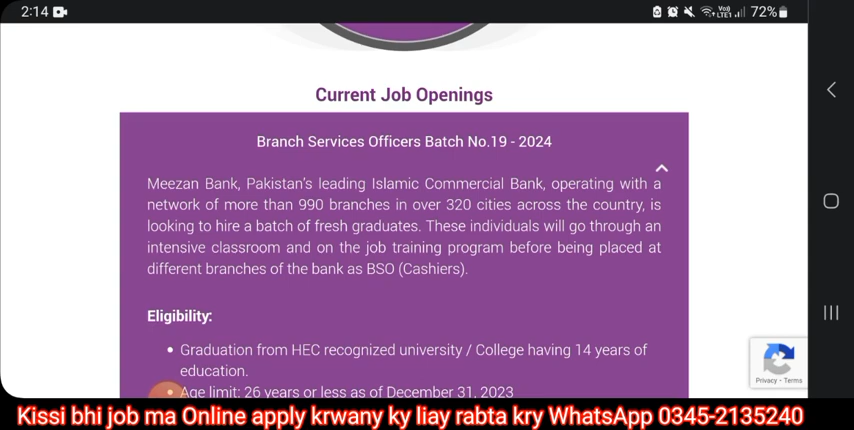 2:14
Vo))
LTE1
72%
Current Job Openings
Branch Services Officers Batch No.19 - 2024
Meezan Bank, Pakistan's leading Islamic Commercial Bank, operating with a
network of more than 990 branches in over 320 cities across the country, is
looking to hire a batch of fresh graduates. These individuals will go through an
intensive classroom and on the job training program before being placed at
different branches of the bank as BSO (Cashiers).
Eligibility:
• Graduation from HEC recognized university / College having 14 years of
education.
Age limit: 26 years or less as of December 31, 2023
Privacy - Terms
Kissi bhi job ma Online apply krwany ky liay rabta kry WhatsApp 0345-2135240